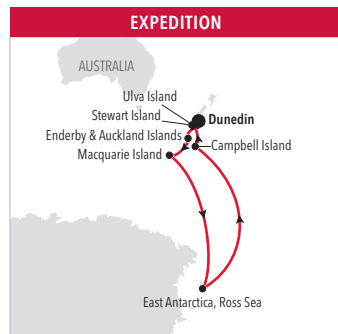 EXPEDITION
AUSTRALIA
Ulva Island
Stewart Island
Dunedin
Enderby & Auckland Islands
Campbell Island
Macquarie Island
East Antarctica, Ross Sea